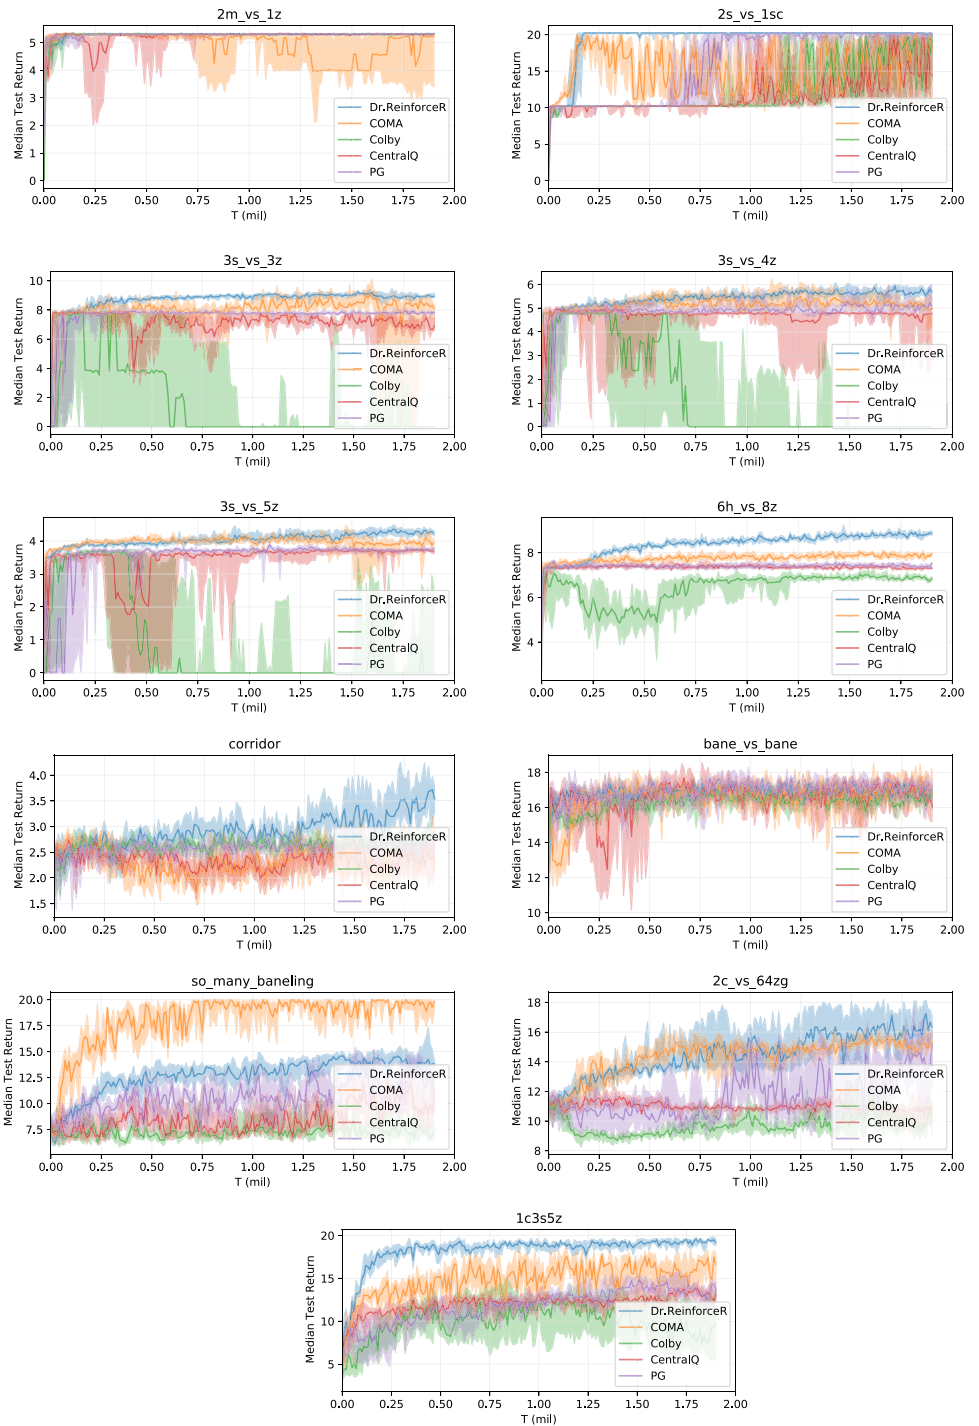 2m_vs_1z
Median Test Return
5
4
3
2
1
0
0.00 0.25 0.50 0.75 1.00 1.25 1.50 1.75 2.00
T (mil)
Dr.ReinforceR
COMA
Colby
CentralQ
PG
2s_vs_1sc
Median Test Return
20
15
10
5
0
0.00 0.25 0.50 0.75 1.00 1.25 1.50 1.75 2.00
T (mil)
Dr.ReinforceR
COMA
Colby
CentralQ
PG
3s_vs_3z
Median Test Return
10
8
6
4
2
0
0.00 0.25 0.50 0.75 1.00 1.25 1.50 1.75 2.00
T (mil)
Dr.ReinforceR
COMA
Colby
CentralQ
PG
3s_vs_4z
Median Test Return
6
5
4
3
2
1
0
0.00 0.25 0.50 0.75 1.00 1.25 1.50 1.75 2.00
T (mil)
Dr.ReinforceR
COMA
Colby
CentralQ
PG
3s_vs_5z
Median Test Return
4
3
2
1
0
0.00 0.25 0.50 0.75 1.00 1.25 1.50 1.75 2.00
T (mil)
Dr.ReinforceR
COMA
Colby
CentralQ
PG
6h_vs_8z
Median Test Return
8
6
4
0.00 0.25 0.50 0.75 1.00 1.25 1.50 1.75 2.00
T (mil)
Dr.ReinforceR
COMA
Colby
CentralQ
PG
corridor
Median Test Return
4.0
3.5
3.0
2.5
2.0
1.5
0.00 0.25 0.50 0.75 1.00 1.25 1.50 1.75 2.00
T (mil)
Dr.ReinforceR
COMA
Colby
CentralQ
PG
bane_vs_bane
Median Test Return
18
16
14
12
10
0.00 0.25 0.50 0.75 1.00 1.25 1.50 1.75 2.00
T (mil)
Dr.ReinforceR
COMA
Colby
CentralQ
PG
so_many_baneling
Median Test Return
20.0
17.5
15.0
12.5
10.0
7.5
0.00 0.25 0.50 0.75 1.00 1.25 1.50 1.75 2.00
T (mil)
Dr.ReinforceR
COMA
Colby
CentralQ
PG
2c_vs_64zg
Median Test Return
18
16
14
12
10
8
0.00 0.25 0.50 0.75 1.00 1.25 1.50 1.75 2.00
T (mil)
Dr.ReinforceR
COMA
Colby
CentralQ
PG
1c3s5z
Median Test Return
20
15
10
5
0.00 0.25 0.50 0.75 1.00 1.25 1.50 1.75 2.00
T (mil)
Dr.ReinforceR
COMA
Colby
CentralQ
PG